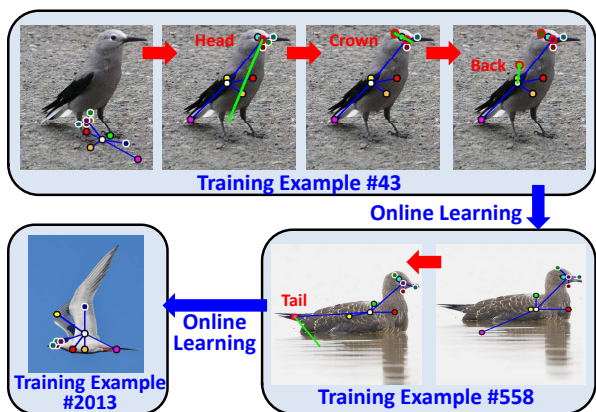 Head
Crown
Back
Training Example #43
Online Learning
Tail
Online
Learning
Training Example
#2013
Training Example #558